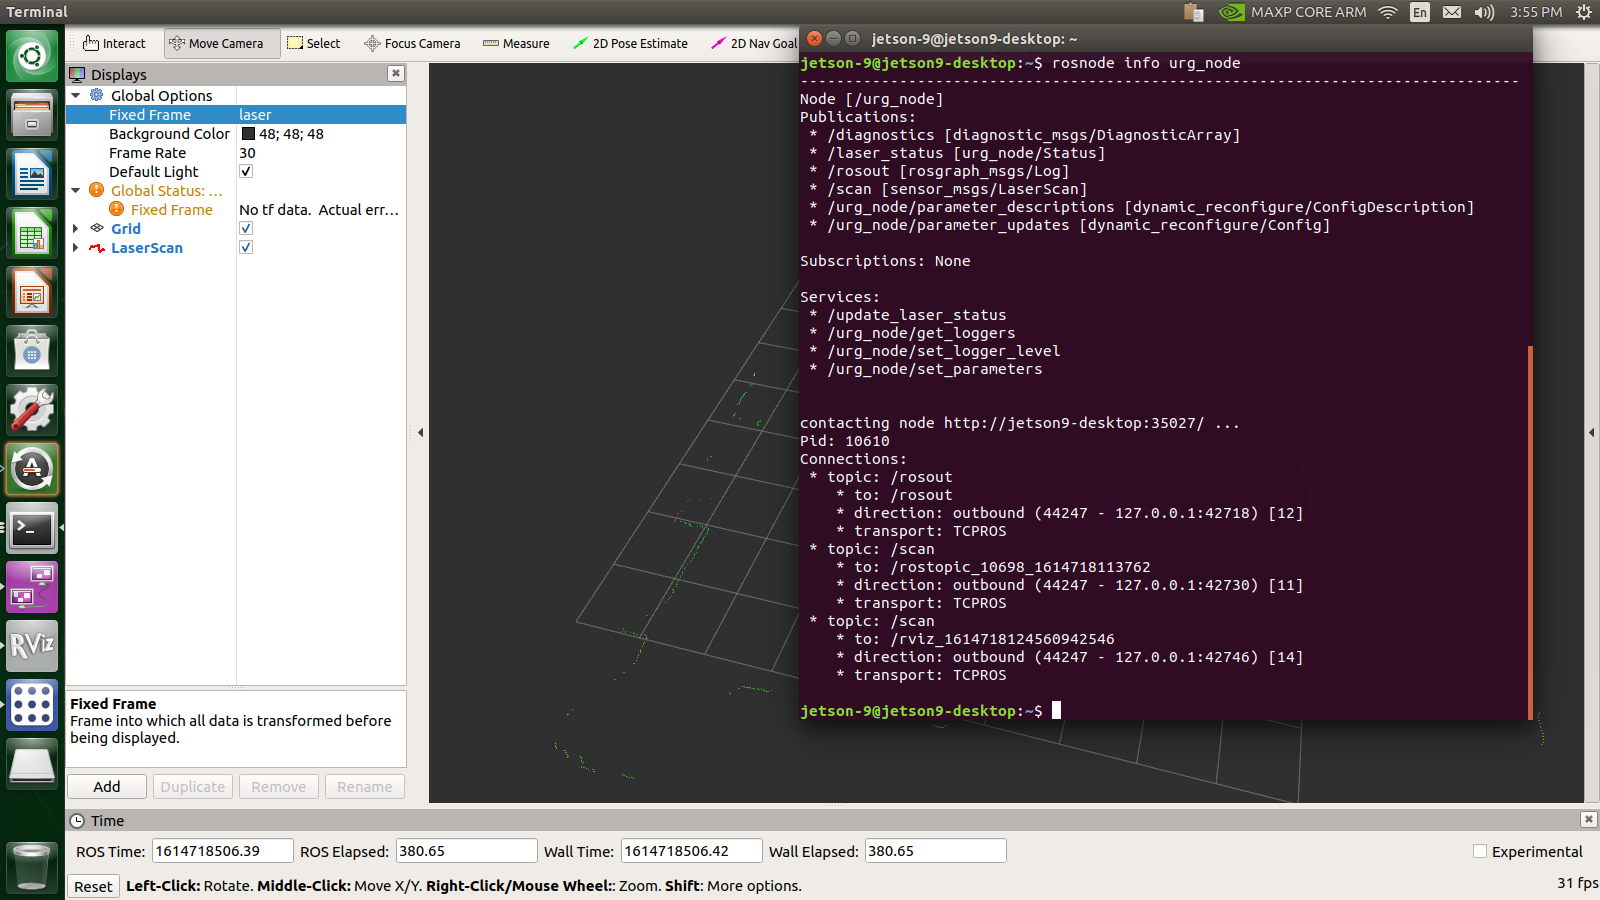 Terminal
MAXP CORE ARM En 3:55 PM
Interact Move Camera Select Focus Camera Measure 2D Pose Estimate 2D Nav Goal
Displays
Global Options
Fixed Frame laser
Background Color 48; 48; 48
Frame Rate 30
Default Light
Global Status: ...
Fixed Frame No tf data. Actual err...
Grid
LaserScan
Fixed Frame
Frame into which all data is transformed before
being displayed.
Add Duplicate Remove Rename
RViz
jetson-9@jetson9-desktop: ~
jetson-9@jetson9-desktop:~$ rosnode info urg_node
--------------------------------------------------------------------------------
Node [/urg_node]
Publications:
* /diagnostics [diagnostic_msgs/DiagnosticArray]
* /laser_status [urg_node/Status]
* /rosout [rosgraph_msgs/Log]
* /scan [sensor_msgs/LaserScan]
* /urg_node/parameter_descriptions [dynamic_reconfigure/ConfigDescription]
* /urg_node/parameter_updates [dynamic_reconfigure/Config]
Subscriptions: None
Services:
* /update_laser_status
* /urg_node/get_loggers
* /urg_node/set_logger_level
* /urg_node/set_parameters
contacting node http://jetson9-desktop:35027/ ...
Pid: 10610
Connections:
* topic: /rosout
* to: /rosout
* direction: outbound (44247 - 127.0.0.1:42718) [12]
* transport: TCPROS
* topic: /scan
* to: /rostopic_10698_1614718113762
* direction: outbound (44247 - 127.0.0.1:42730) [11]
* transport: TCPROS
* topic: /scan
* to: /rviz_1614718124560942546
* direction: outbound (44247 - 127.0.0.1:42746) [14]
* transport: TCPROS
jetson-9@jetson9-desktop:~$
Time
ROS Time: 1614718506.39 ROS Elapsed: 380.65 Wall Time: 1614718506.42 Wall Elapsed: 380.65 Experimental
Reset Left-Click: Rotate. Middle-Click: Move X/Y. Right-Click/Mouse Wheel:: Zoom. Shift: More options. 31 fps